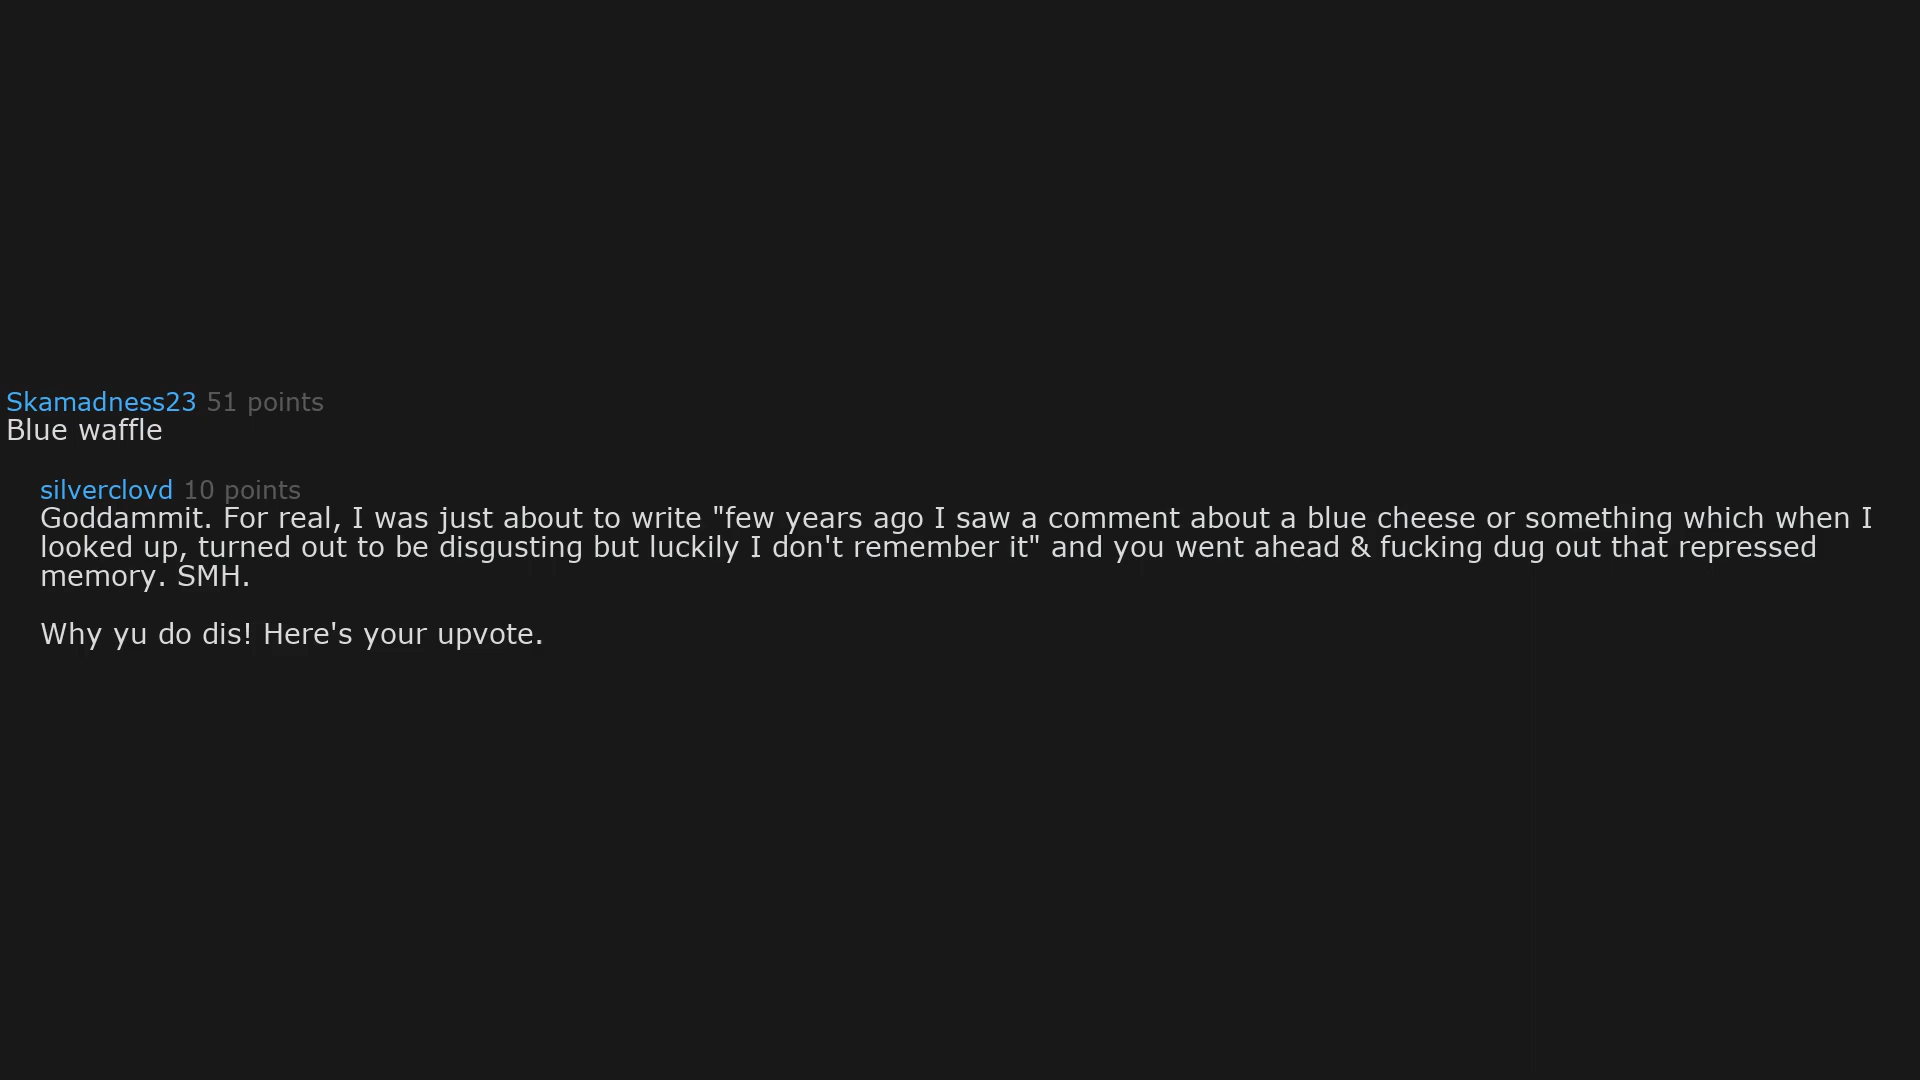 Skamadness23 51 points
Blue waffle
silverclovd 10 points
Goddammit. For real, I was just about to write "few years ago I saw a comment about a blue cheese or something which when I
looked up, turned out to be disgusting but luckily I don't remember it" and you went ahead & fucking dug out that repressed
memory. SMH.
Why yu do dis! Here's your upvote.